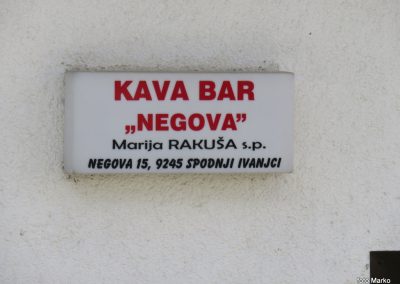 KAVA BAR
„NEGOVA”
Marija RAKUŠA s.p.
NEGOVA 15, 9245 SPODNJI IVANJCI
Foto Marko